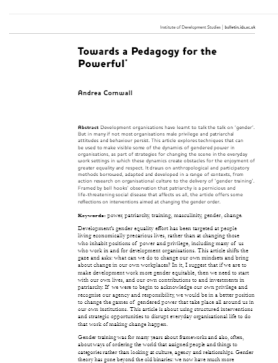 Institute of Development Studies | bulletin.ids.ac.uk
Towards a Pedagogy for the
Powerful*
Andrea Cornwall
Abstract Development organisations have learnt to talk the talk on 'gender'.
But in many if not most organisations male privilege and patriarchal
attitudes and behaviour persist. This article explores techniques that can
be used to make visible some of the dynamics of gendered power in
organisations, as part of strategies for changing the scene in the everyday
work settings in which these dynamics create obstacles for the enjoyment of
greater equality and respect. It draws on anthropological and participatory
methods borrowed, adapted and developed in a range of contexts, from
action research on organisational culture to the delivery of 'gender training'.
Framed by bell hooks' observation that patriarchy is a pernicious and
life-threatening social disease that affects us all, the article offers some
reflections on interventions aimed at changing the gender order.
Keywords: power, patriarchy, training, masculinity, gender, change.
Development's gender equality effort has been targeted at people
living economically precarious lives, rather than at changing those
who inhabit positions of power and privilege, including many of us
who work in and for development organisations. This article shifts the
gaze and asks: what can we do to change our own mindsets and bring
about change in our own workplaces? In it, I suggest that if we are to
make development work more gender equitable, then we need to start
with our own lives, and our own contributions to and investments in
patriarchy. If we were to begin to acknowledge our own privilege and
recognise our agency and responsibility, we would be in a better position
to change the games of gendered power that take place all around us in
our own institutions. This article is about using structured interventions
and strategic opportunities to disrupt everyday organisational life to do
that work of making change happen.
Gender training was for many years about frameworks and also, often,
about ways of ordering the world that assigned people and things to
categories rather than looking at culture, agency and relationships. Gender
theory has gone beyond the old binaries; we now have much more